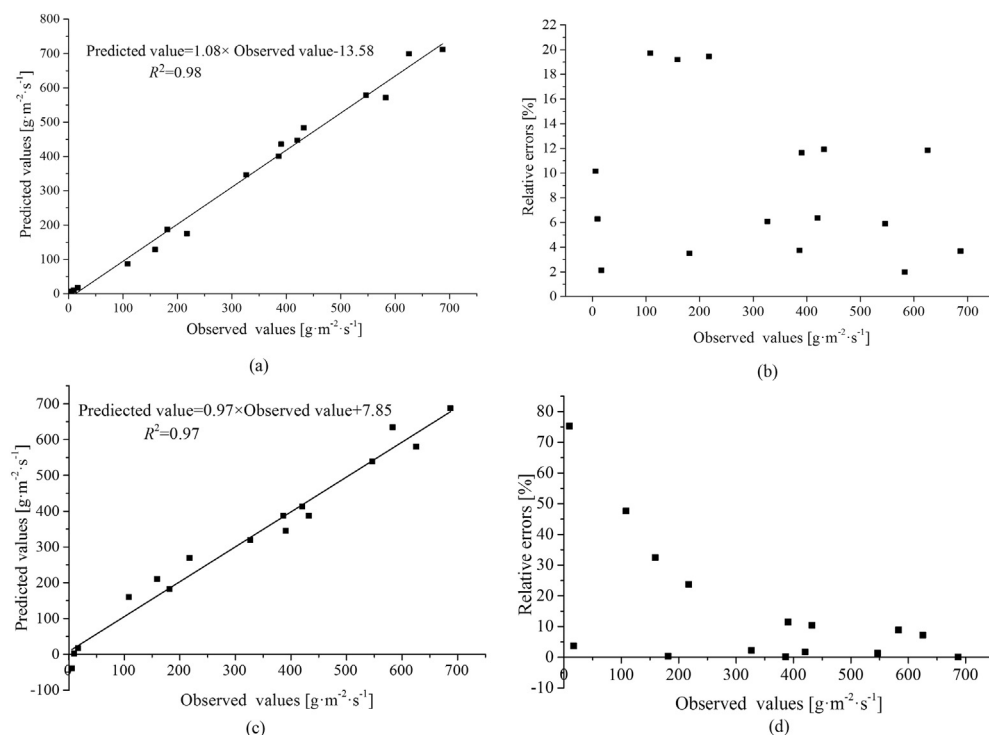 800
700
600
500
400
300
200
100
0
Predicted values [g·m⁻²·s⁻¹]
Predicted value=1.08× Observed value-13.58
R²=0.98
0 100 200 300 400 500 600 700
Observed values [g·m⁻²·s⁻¹]
(a)
22
20
18
16
14
12
10
8
6
4
2
0
Relative errors [%]
0 100 200 300 400 500 600 700
Observed values [g·m⁻²·s⁻¹]
(b)
700
600
500
400
300
200
100
0
-100
Predicted values [g·m⁻²·s⁻¹]
Prediected value=0.97×Observed value+7.85
R²=0.97
0 100 200 300 400 500 600 700
Observed values [g·m⁻²·s⁻¹]
(c)
80
70
60
50
40
30
20
10
0
-10
Relative errors [%]
0 100 200 300 400 500 600 700
Observed values [g·m⁻²·s⁻¹]
(d)